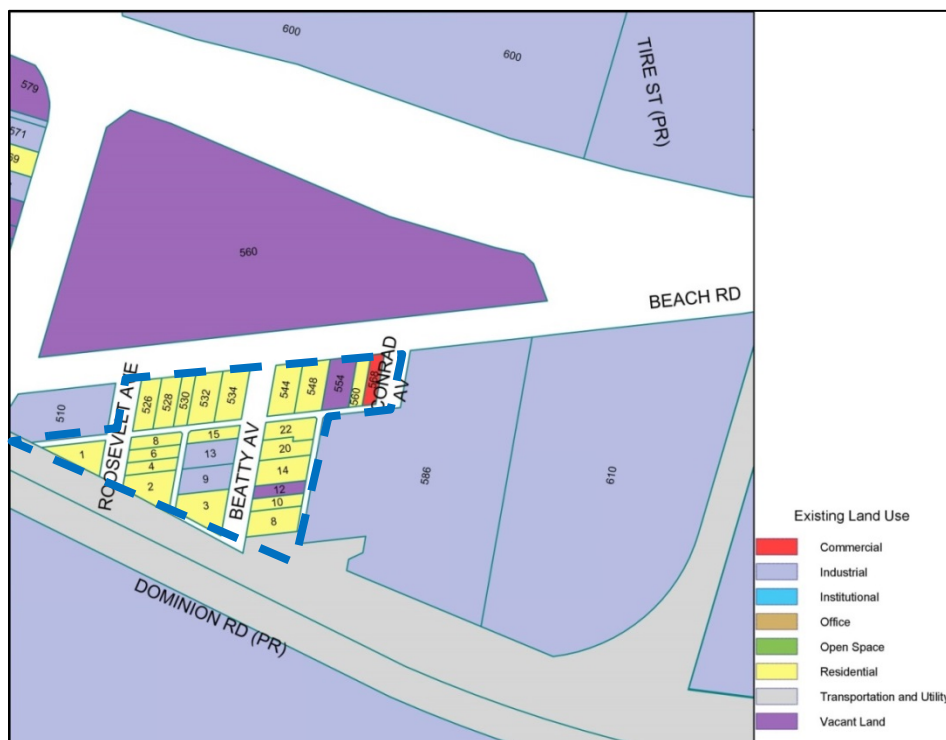 600
600
TIRE ST (PR)
579
571
69
560
BEACH RD
ROOSEVELT AVE
CONRAD
AV
510
526
528
530
532
534
544
548
554
560
568
1
8
6
4
2
15
13
9
3
BEATTY AV
22
20
14
12
10
8
586
610
DOMINION RD (PR)
Existing Land Use
Commercial
Industrial
Institutional
Office
Open Space
Residential
Transportation and Utility
Vacant Land